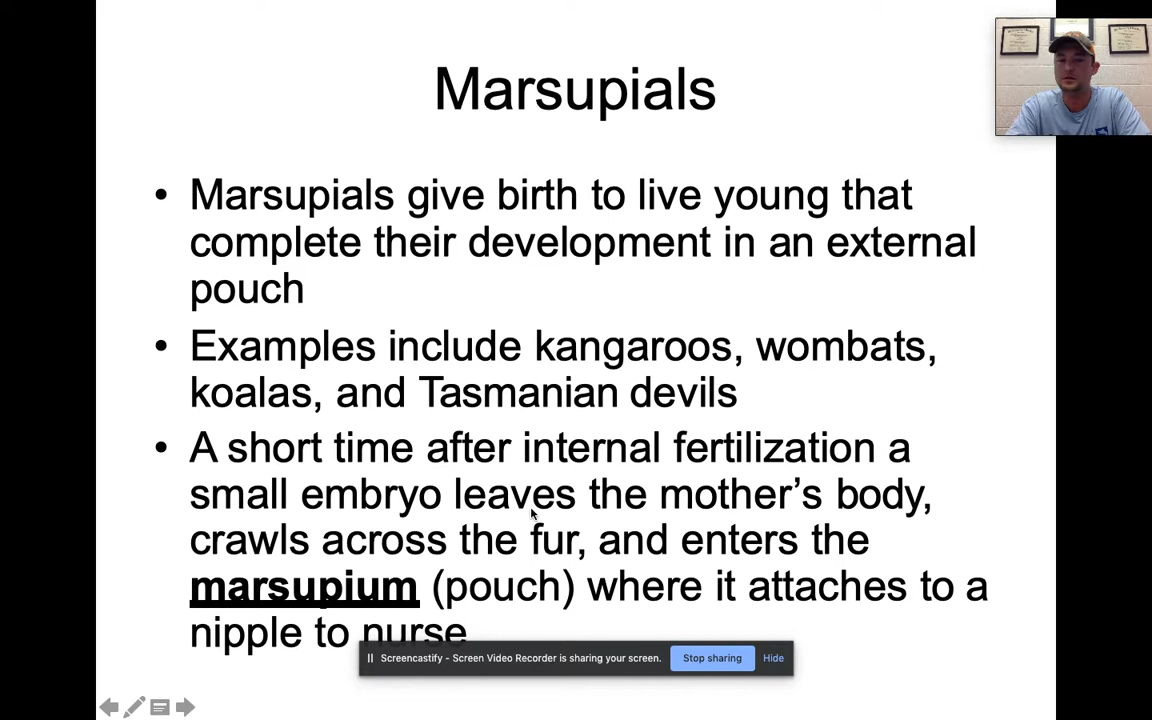 Marsupials
• Marsupials give birth to live young that
complete their development in an external
pouch
• Examples include kangaroos, wombats,
koalas, and Tasmanian devils
• A short time after internal fertilization a
small embryo leaves the mother's body,
crawls across the fur, and enters the
marsupium (pouch) where it attaches to a
nipple to nurse
Screencastify - Screen Video Recorder is sharing your screen. Stop sharing Hide